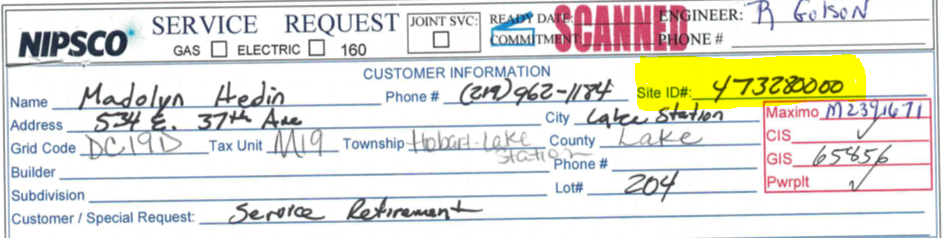 NIPSCO SERVICE REQUEST JOINT SVC: READY DATE: SCANNED ENGINEER: R Golson
GAS ELECTRIC 160 COMMITMENT PHONE #
CUSTOMER INFORMATION
Name Madolyn Hedin Phone # (219) 962-1184 Site ID#: 473280000
Address 534 E. 37th Ave City Lake Station Maximo M2391671
Grid Code DC19D Tax Unit M19 Township Hobart-Lake Station County Lake CIS ✓
Builder Phone # GIS 65856
Subdivision Lot# 204 Pwrplt ✓
Customer / Special Request: Service Retirement